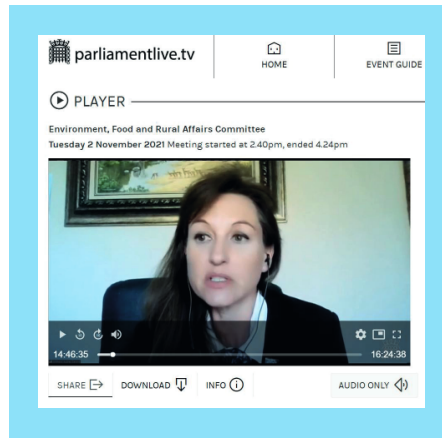 parliamentlive.tv
HOME
EVENT GUIDE
PLAYER
Environment, Food and Rural Affairs Committee
Tuesday 2 November 2021 Meeting started at 2.40pm, ended 4.24pm
14:46:35
16:24:38
SHARE
DOWNLOAD
INFO
AUDIO ONLY